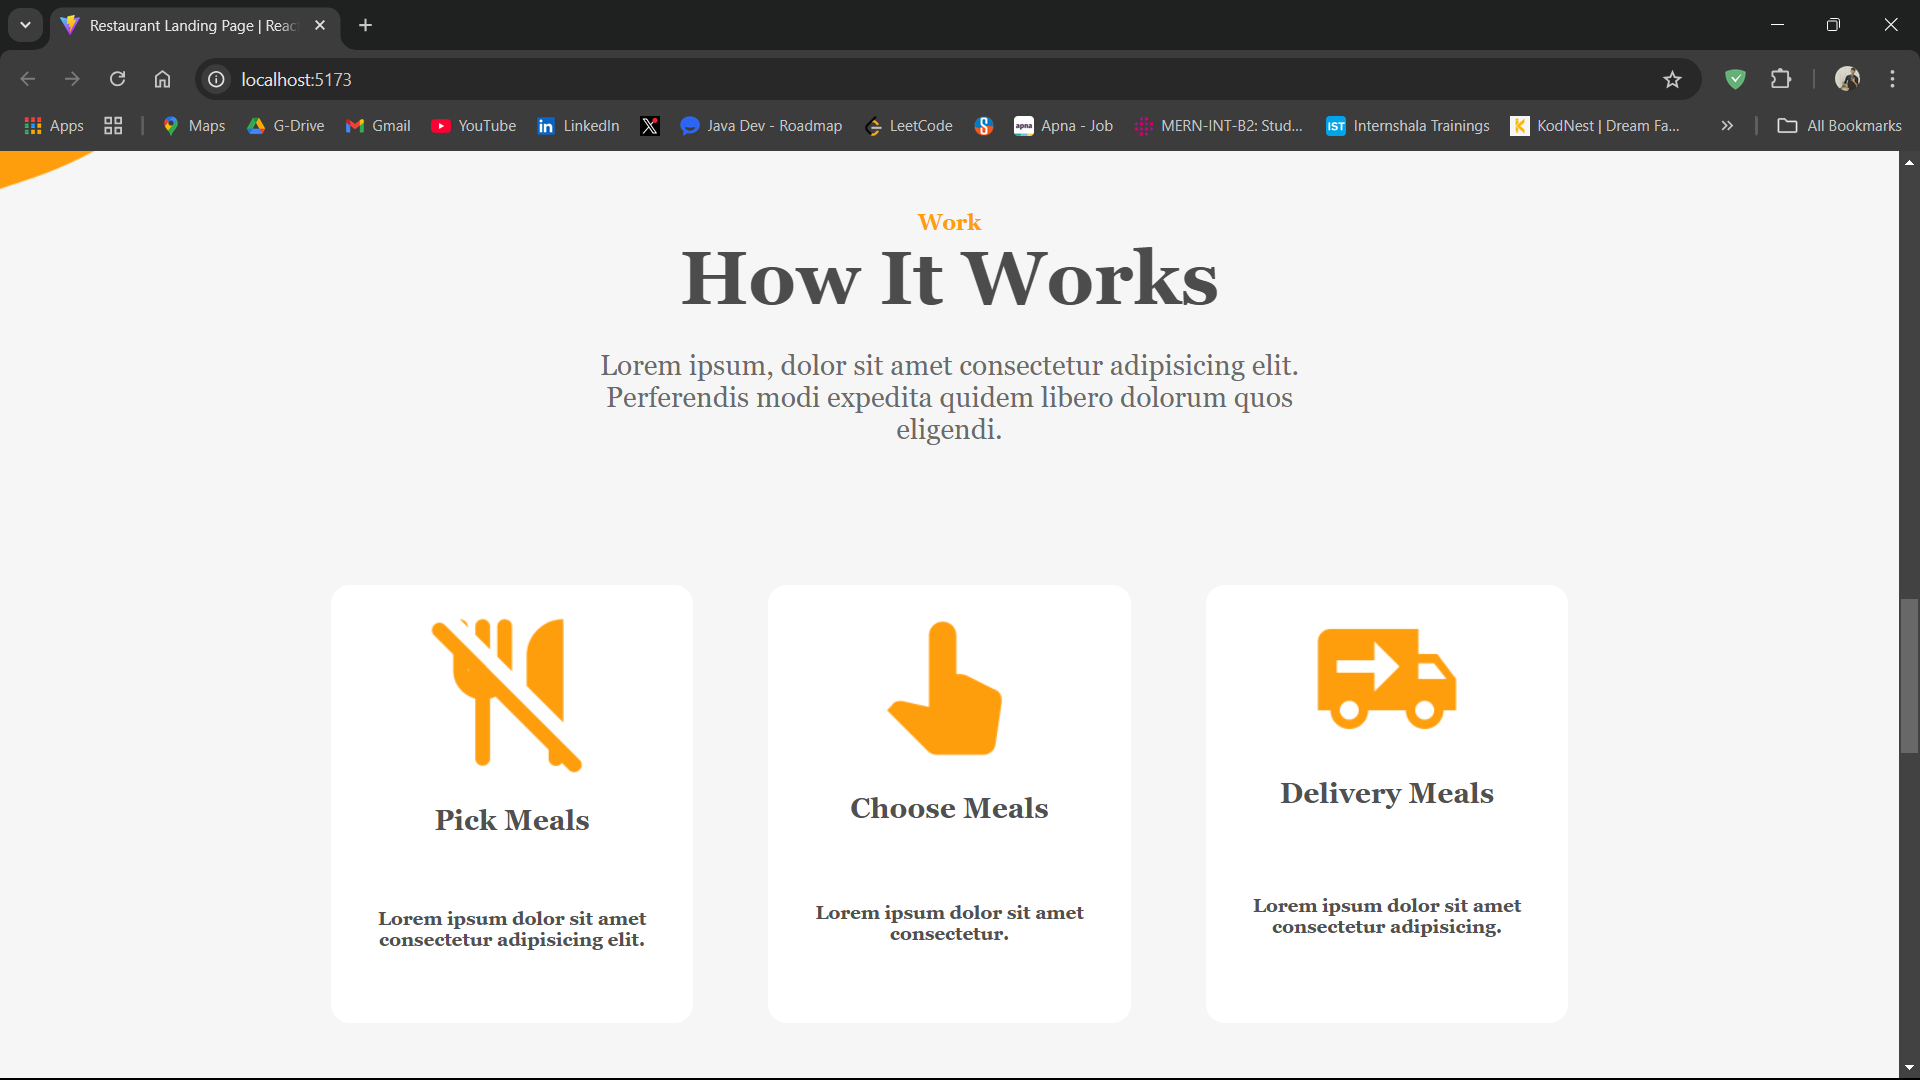 Restaurant Landing Page | Reac
localhost:5173
Apps Maps G-Drive Gmail YouTube in LinkedIn X Java Dev - Roadmap LeetCode apna Apna - Job MERN-INT-B2: Stud... IST Internshala Trainings K KodNest | Dream Fa... All Bookmarks
Work
How It Works
Lorem ipsum, dolor sit amet consectetur adipisicing elit.
Perferendis modi expedita quidem libero dolorum quos
eligendi.
Pick Meals
Lorem ipsum dolor sit amet
consectetur adipisicing elit.
Choose Meals
Lorem ipsum dolor sit amet
consectetur.
Delivery Meals
Lorem ipsum dolor sit amet
consectetur adipisicing.